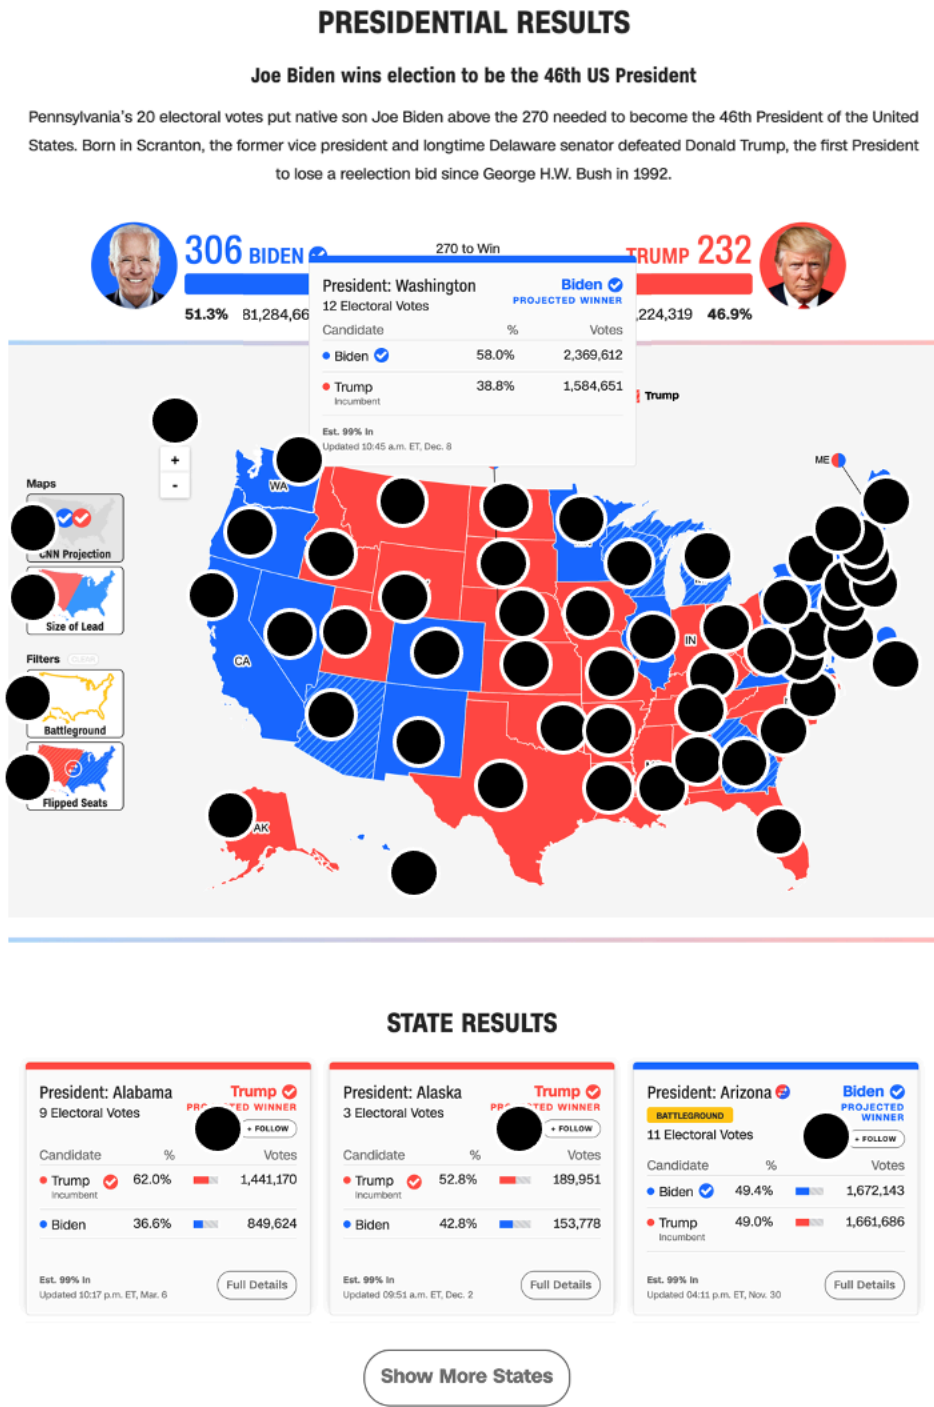 PRESIDENTIAL RESULTS
Joe Biden wins election to be the 46th US President
Pennsylvania's 20 electoral votes put native son Joe Biden above the 270 needed to become the 46th President of the United
States. Born in Scranton, the former vice president and longtime Delaware senator defeated Donald Trump, the first President
to lose a reelection bid since George H.W. Bush in 1992.
306 BIDEN
270 to Win
TRUMP 232
51.3% 81,284,66
,224,319 46.9%
President: Washington
Biden
12 Electoral Votes
PROJECTED WINNER
Candidate % Votes
Biden 58.0% 2,369,612
Trump 38.8% 1,584,651
Incumbent
Est. 99% In
Updated 10:45 a.m. ET, Dec. 8
Trump
+
-
ME
WA
Maps
CNN Projection
Size of Lead
Filters CLEAR
Battleground
Flipped Seats
CA
IN
AK
STATE RESULTS
President: Alabama
Trump
9 Electoral Votes
WINNER
+ FOLLOW
Candidate % Votes
Trump 62.0% 1,441,170
Incumbent
Biden 36.6% 849,624
Est. 99% In
Updated 10:17 p.m. ET, Mar. 6
Full Details
President: Alaska
Trump
3 Electoral Votes
WINNER
+ FOLLOW
Candidate % Votes
Trump 52.8% 189,951
Incumbent
Biden 42.8% 153,778
Est. 99% In
Updated 09:51 a.m. ET, Dec. 2
Full Details
President: Arizona
Biden
BATTLEGROUND
PROJECTED
WINNER
11 Electoral Votes
+ FOLLOW
Candidate % Votes
Biden 49.4% 1,672,143
Trump 49.0% 1,661,686
Incumbent
Est. 99% In
Updated 04:11 p.m. ET, Nov. 30
Full Details
Show More States